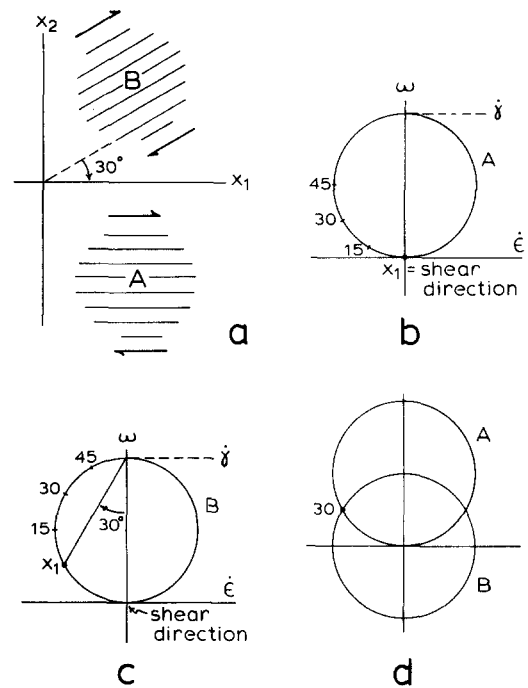 x₂
B
30°
x₁
A
a
ω
γ̇
A
45
30
15
ε̇
x₁ = shear
direction
b
ω
γ̇
45
30
B
15
30°
x₁
ε̇
shear
direction
c
A
30
B
d